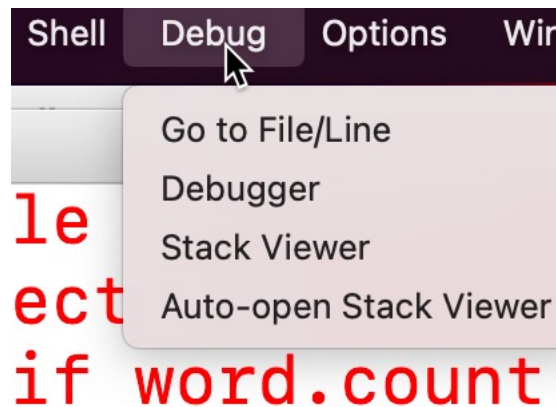 Shell Debug Options Wir
Go to File/Line
Debugger
Stack Viewer
Auto-open Stack Viewer
le
ect
if word.count